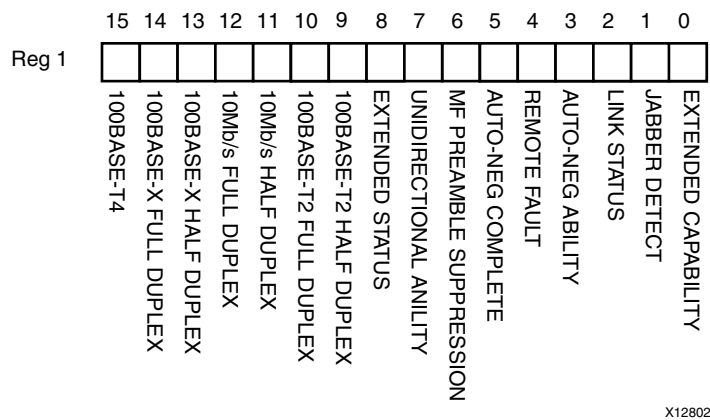 15 14 13 12 11 10 9 8 7 6 5 4 3 2 1 0
Reg 1
100BASE-T4
100BASE-X FULL DUPLEX
100BASE-X HALF DUPLEX
10Mb/s FULL DUPLEX
10Mb/s HALF DUPLEX
100BASE-T2 FULL DUPLEX
100BASE-T2 HALF DUPLEX
EXTENDED STATUS
UNIDIRECTIONAL ANILITY
MF PREAMBLE SUPPRESSION
AUTO-NEG COMPLETE
REMOTE FAULT
AUTO-NEG ABILITY
LINK STATUS
JABBER DETECT
EXTENDED CAPABILITY
X12802